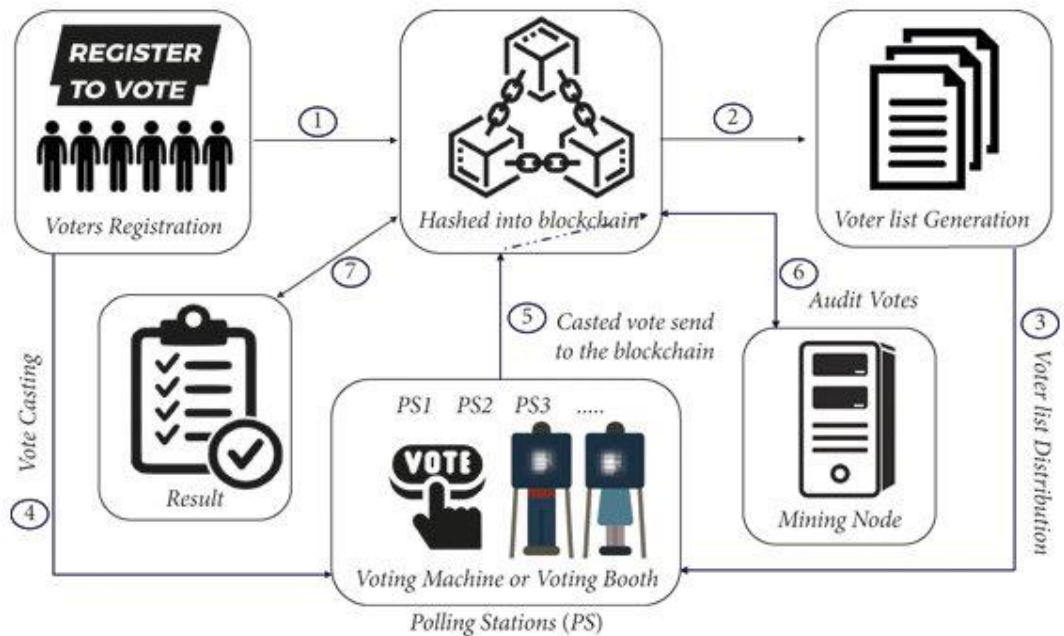 REGISTER
TO VOTE
Voters Registration
1
Hashed into blockchain
2
Voter list Generation
7
5
Casted vote send
to the blockchain
6
Audit Votes
3
Voter list Distribution
Vote Casting
4
Result
PS1 PS2 PS3 .....
VOTE
Voting Machine or Voting Booth
Polling Stations (PS)
Mining Node